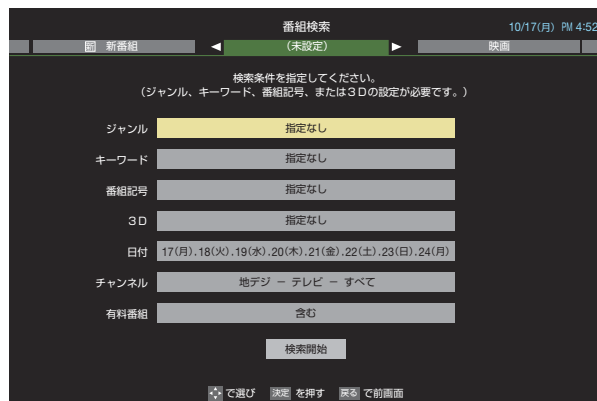 番組検索
10/17(月) PM 4:52
新 新番組
(未設定)
映画
検索条件を指定してください。
(ジャンル、キーワード、番組記号、または3Dの設定が必要です。)
ジャンル 指定なし
キーワード 指定なし
番組記号 指定なし
3D 指定なし
日付 17(月).18(火).19(水).20(木).21(金).22(土).23(日).24(月)
チャンネル 地デジ － テレビ － すべて
有料番組 含む
検索開始
で選び 決定 を押す 戻る で前画面